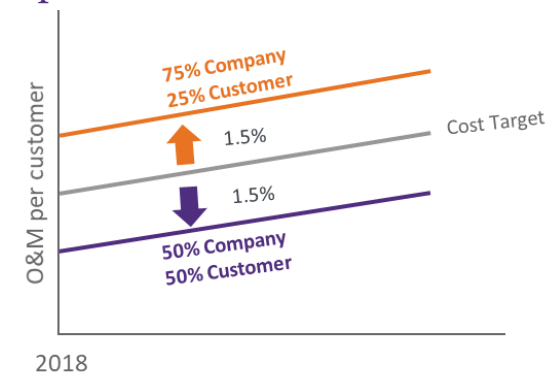 75% Company
25% Customer
1.5%
Cost Target
1.5%
50% Company
50% Customer
O&M per customer
2018